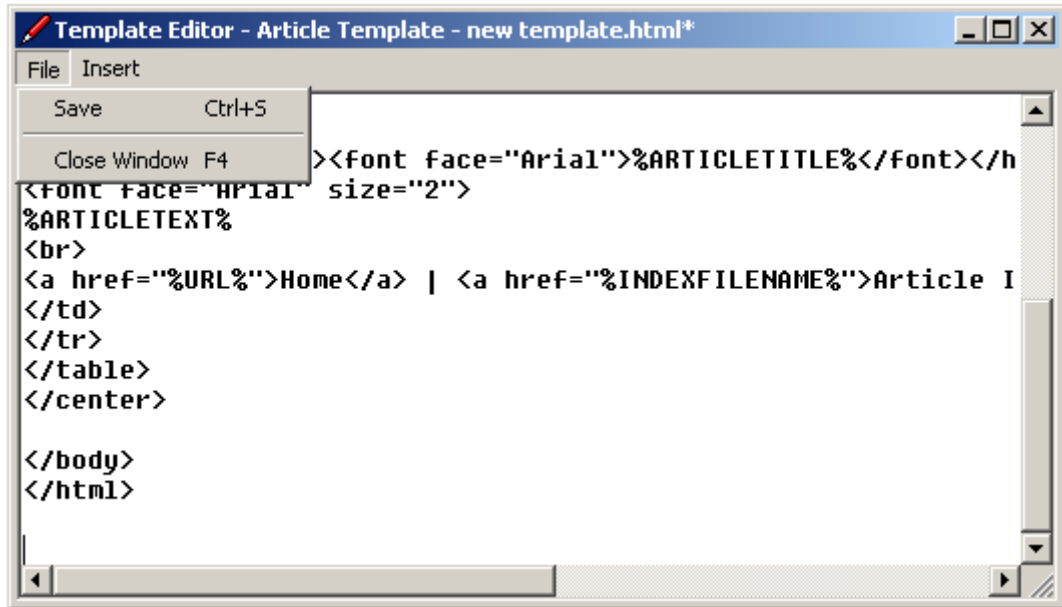 Template Editor - Article Template - new template.html*
File Insert
Save Ctrl+S
Close Window F4
><font face="Arial">%ARTICLETITLE%</font></h
<font face="Arial" size="2">
%ARTICLETEXT%
<br>
<a href="%URL%">Home</a> | <a href="%INDEXFILENAME%">Article I
</td>
</tr>
</table>
</center>
</body>
</html>